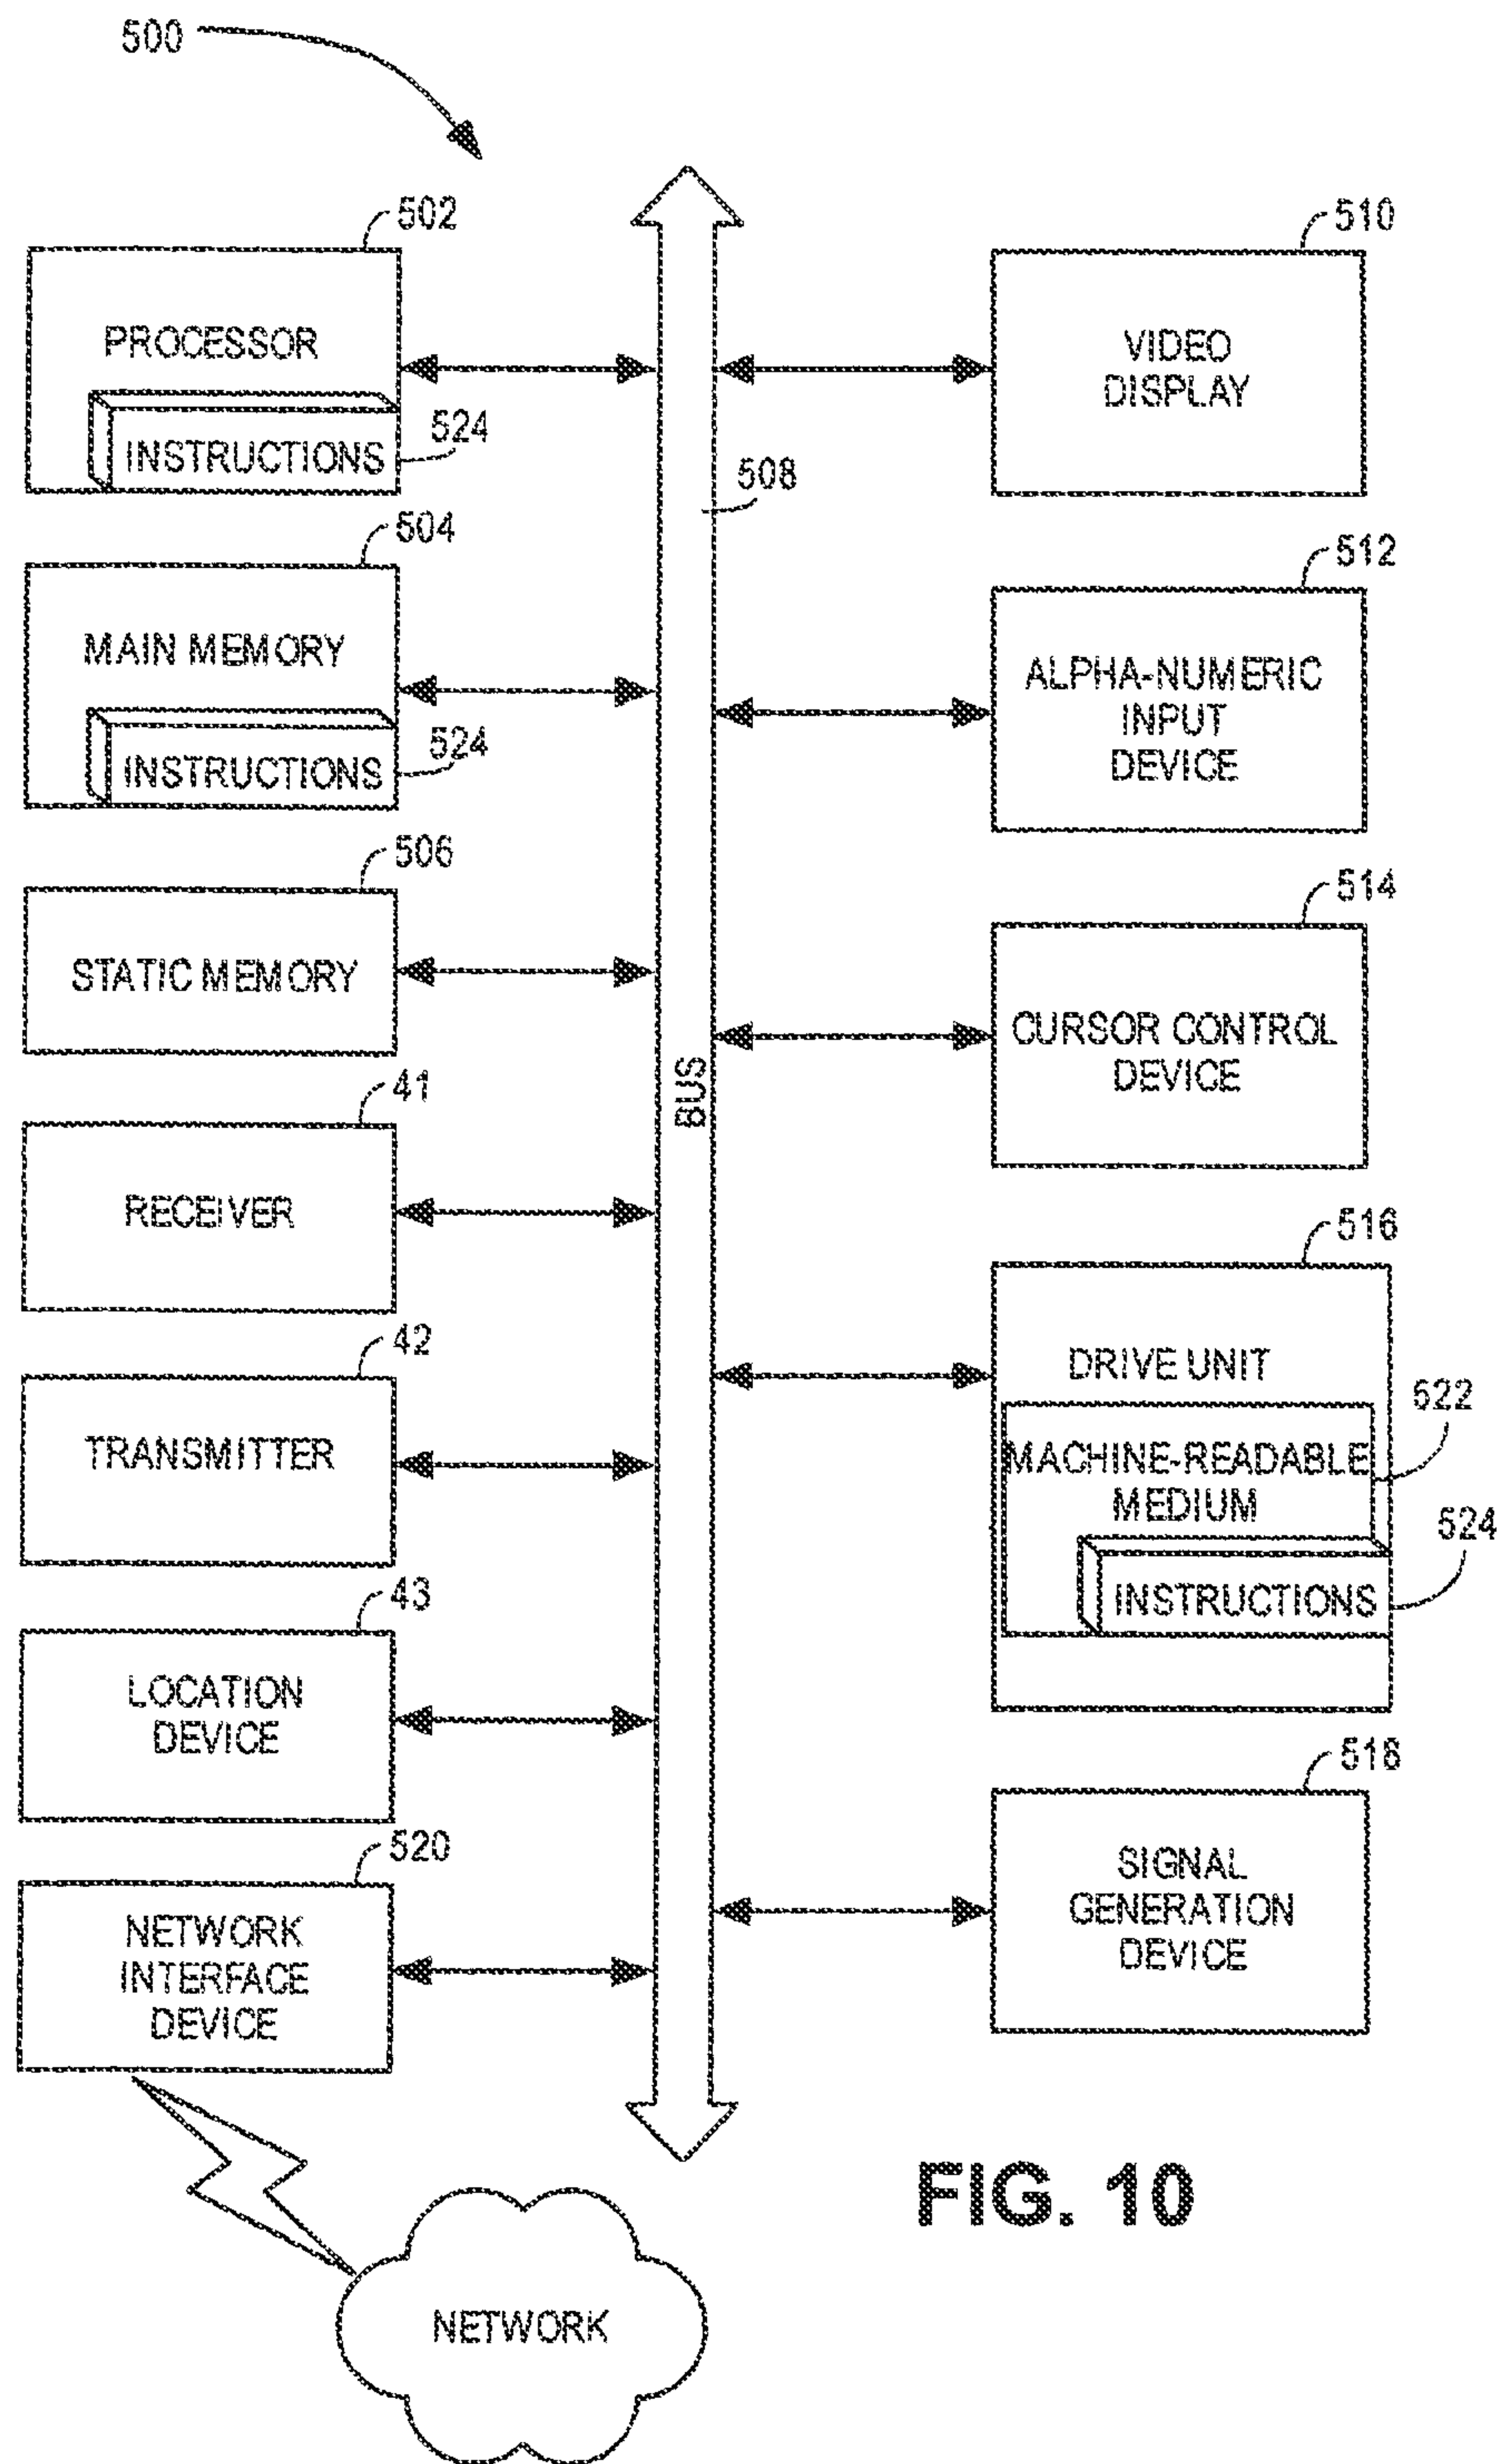 500
502
PROCESSOR
INSTRUCTIONS
524
504
MAIN MEMORY
INSTRUCTIONS
524
506
STATIC MEMORY
41
RECEIVER
42
TRANSMITTER
43
LOCATION
DEVICE
520
NETWORK
INTERFACE
DEVICE
NETWORK
508
BUS
510
VIDEO
DISPLAY
512
ALPHA-NUMERIC
INPUT
DEVICE
514
CURSOR CONTROL
DEVICE
516
DRIVE UNIT
522
MACHINE-READABLE
MEDIUM
524
INSTRUCTIONS
518
SIGNAL
GENERATION
DEVICE
FIG. 10